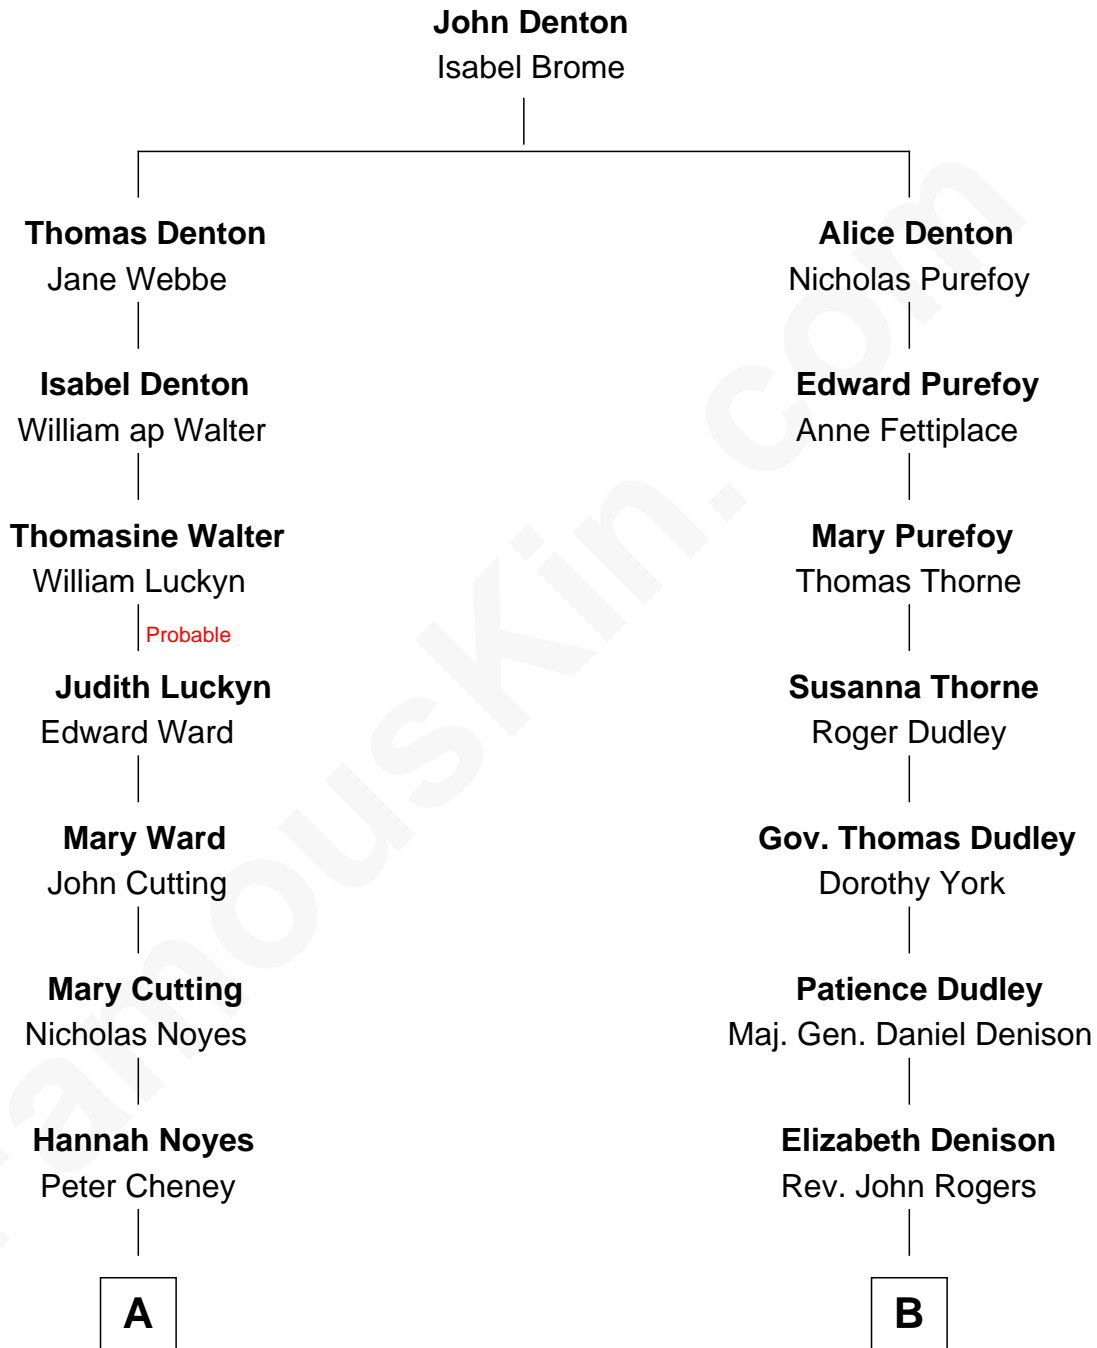 John Denton
Isabel Brome
Thomas Denton
Jane Webbe
Alice Denton
Nicholas Purefoy
Isabel Denton
William ap Walter
Edward Purefoy
Anne Fettiplace
Thomasine Walter
William Luckyn
Mary Purefoy
Thomas Thorne
Probable
Judith Luckyn
Edward Ward
Susanna Thorne
Roger Dudley
Mary Ward
John Cutting
Gov. Thomas Dudley
Dorothy York
Mary Cutting
Nicholas Noyes
Patience Dudley
Maj. Gen. Daniel Denison
Hannah Noyes
Peter Cheney
Elizabeth Denison
Rev. John Rogers
A
B
FamousKin.com